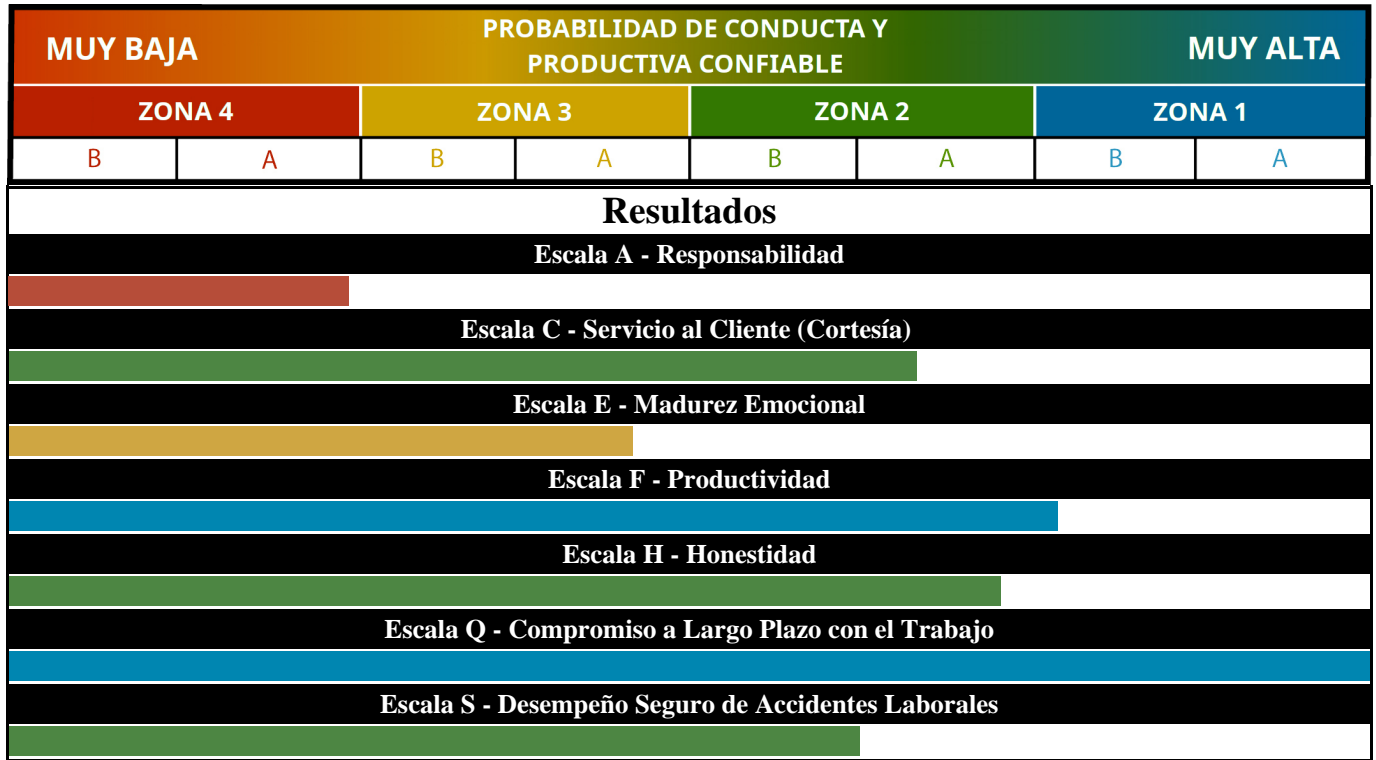 MUY BAJA
PROBABILIDAD DE CONDUCTA Y
PRODUCTIVA CONFIABLE
MUY ALTA
ZONA 4
ZONA 3
ZONA 2
ZONA 1
B
A
B
A
B
A
B
A
Resultados
Escala A - Responsabilidad
Escala C - Servicio al Cliente (Cortesía)
Escala E - Madurez Emocional
Escala F - Productividad
Escala H - Honestidad
Escala Q - Compromiso a Largo Plazo con el Trabajo
Escala S - Desempeño Seguro de Accidentes Laborales